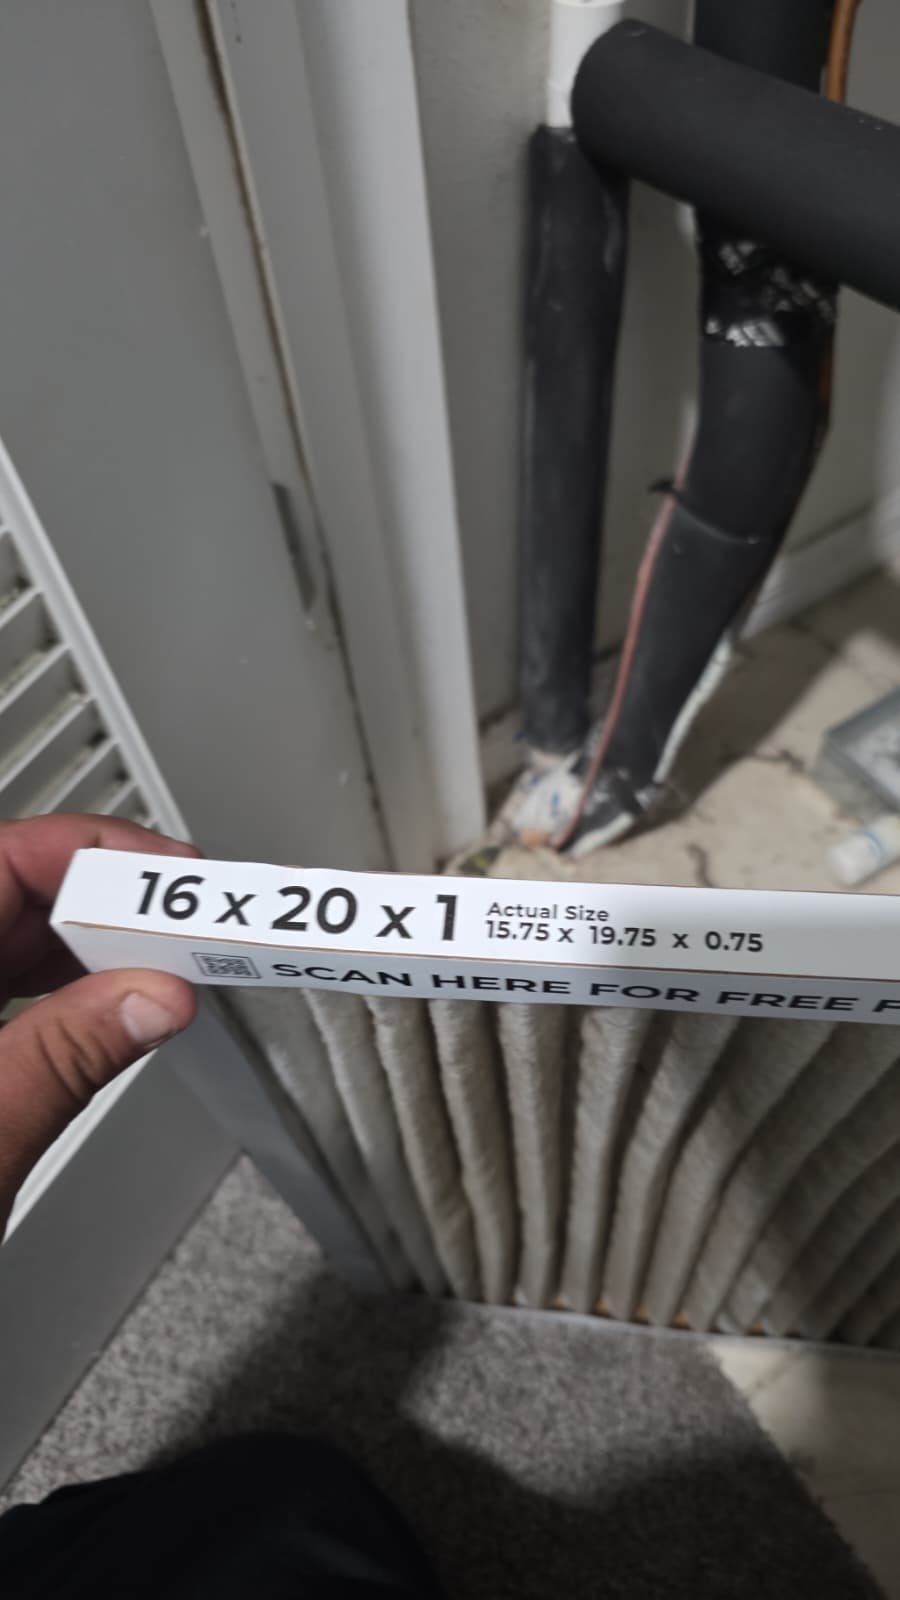 16 x 20 x 1
Actual Size
15.75 x 19.75 x 0.75
SCAN HERE FOR FREE